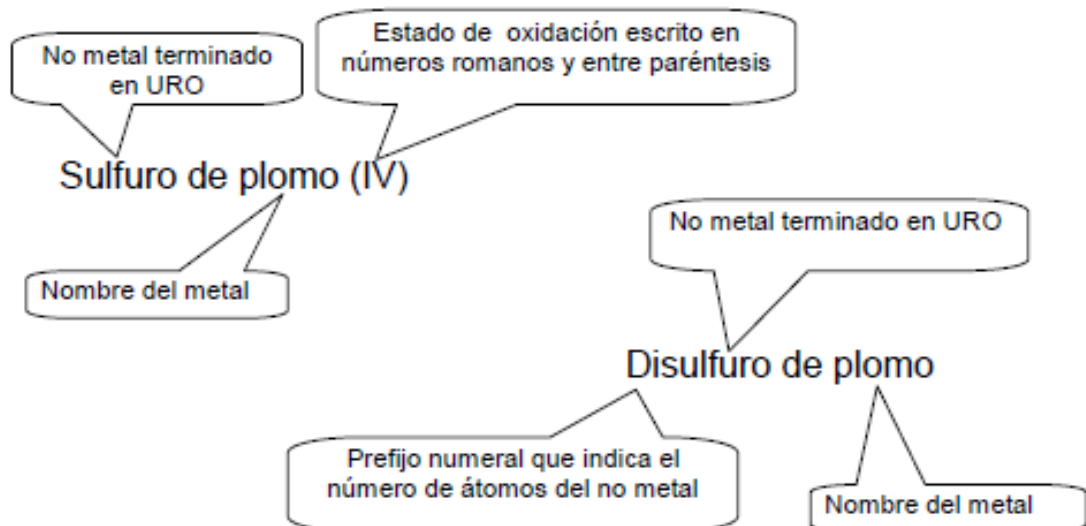 No metal terminado
en URO
Estado de oxidación escrito en
números romanos y entre paréntesis
Sulfuro de plomo (IV)
Nombre del metal
No metal terminado en URO
Disulfuro de plomo
Prefijo numeral que indica el
número de átomos del no metal
Nombre del metal